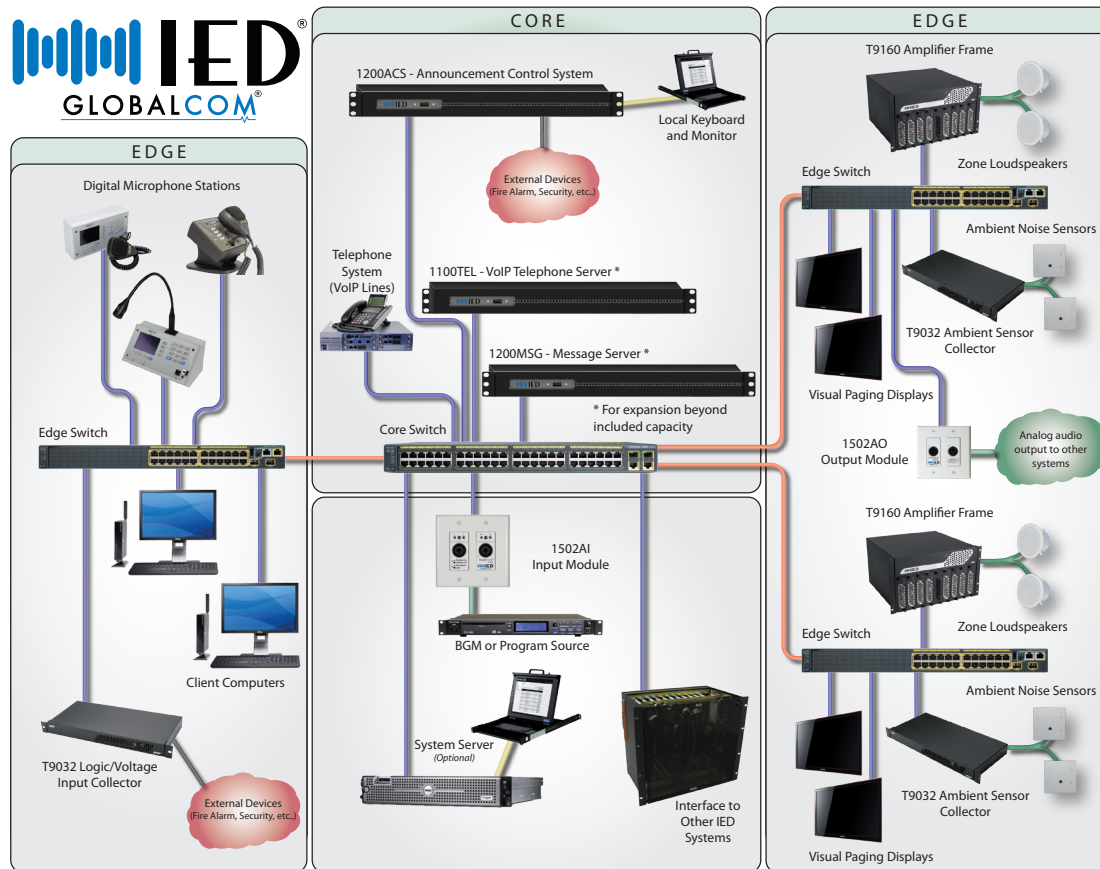 IED®
GLOBALCOM®
EDGE
Digital Microphone Stations
Edge Switch
Client Computers
T9032 Logic/Voltage
Input Collector
External Devices
(Fire Alarm, Security, etc..)
CORE
1200ACS - Announcement Control System
Local Keyboard
and Monitor
External Devices
(Fire Alarm, Security, etc..)
Telephone
System
(VoIP Lines)
1100TEL - VoIP Telephone Server *
1200MSG - Message Server *
* For expansion beyond
included capacity
Core Switch
1502AI
Input Module
BGM or Program Source
System Server
(Optional)
Interface to
Other IED
Systems
EDGE
T9160 Amplifier Frame
Zone Loudspeakers
Edge Switch
Ambient Noise Sensors
T9032 Ambient Sensor
Collector
Visual Paging Displays
1502AO
Output Module
Analog audio
output to other
systems
T9160 Amplifier Frame
Zone Loudspeakers
Edge Switch
Ambient Noise Sensors
T9032 Ambient Sensor
Collector
Visual Paging Displays